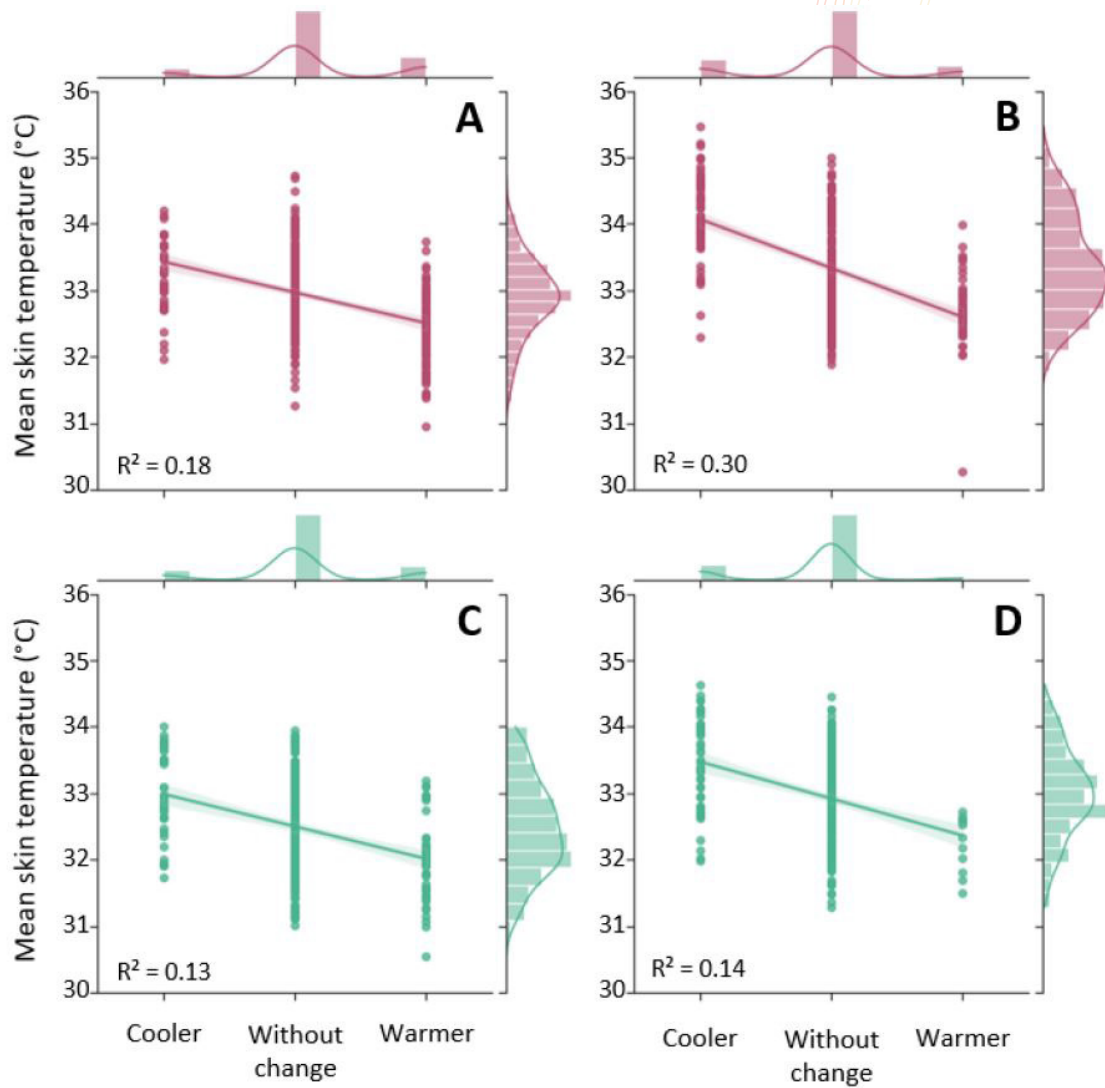 A
B
Mean skin temperature (°C)
36
35
34
33
32
31
30
R² = 0.18
36
35
34
33
32
31
30
R² = 0.30
C
D
Mean skin temperature (°C)
36
35
34
33
32
31
30
R² = 0.13
36
35
34
33
32
31
30
R² = 0.14
Cooler
Without
change
Warmer
Cooler
Without
change
Warmer